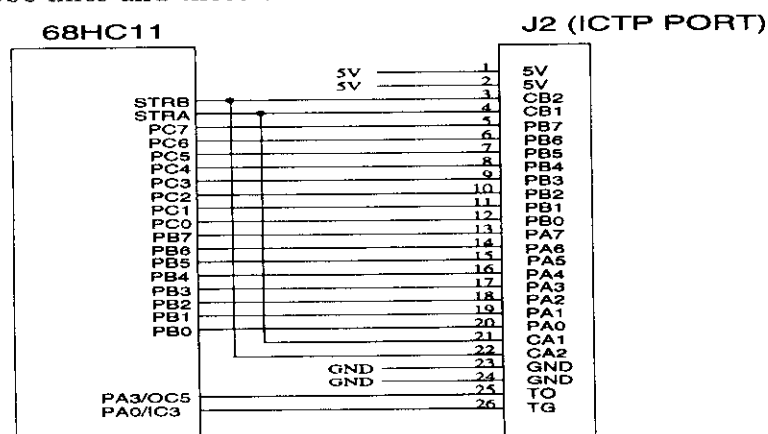 68HC11
J2 (ICTP PORT)
5V 1 5V
5V 2 5V
STRB 3 CB2
STRA 4 CB1
PC7 5 PB7
PC6 6 PB6
PC5 7 PB5
PC4 8 PB4
PC3 9 PB3
PC2 10 PB2
PC1 11 PB1
PC0 12 PB0
PB7 13 PA7
PB6 14 PA6
PB5 15 PA5
PB4 16 PA4
PB3 17 PA3
PB2 18 PA2
PB1 19 PA1
PB0 20 PA0
21 CA1
22 CA2
GND 23 GND
GND 24 GND
PA3/OC5 25 TO
PA0/IC3 26 TG